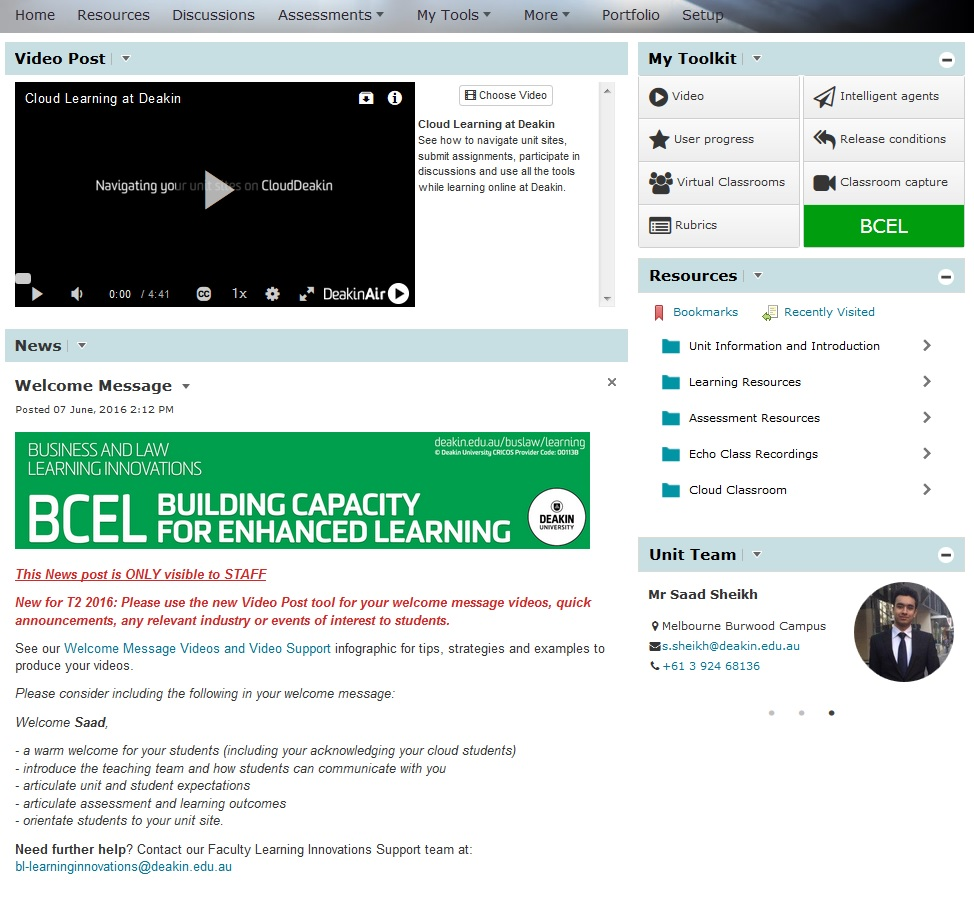 Home Resources Discussions Assessments My Tools More Portfolio Setup
Video Post
Cloud Learning at Deakin
Navigating your unit sites on CloudDeakin
0:00 / 4:41 CC 1x DeakinAir
Choose Video
Cloud Learning at Deakin
See how to navigate unit sites,
submit assignments, participate in
discussions and use all the tools
while learning online at Deakin.
News
Welcome Message
Posted 07 June, 2016 2:12 PM
BUSINESS AND LAW
LEARNING INNOVATIONS
deakin.edu.au/buslaw/learning
© Deakin University CRICOS Provider Code: 00113B
BCEL BUILDING CAPACITY
FOR ENHANCED LEARNING
DEAKIN
UNIVERSITY
This News post is ONLY visible to STAFF
New for T2 2016: Please use the new Video Post tool for your welcome message videos, quick
announcements, any relevant industry or events of interest to students.
See our Welcome Message Videos and Video Support infographic for tips, strategies and examples to
produce your videos.
Please consider including the following in your welcome message:
Welcome Saad,
- a warm welcome for your students (including your acknowledging your cloud students)
- introduce the teaching team and how students can communicate with you
- articulate unit and student expectations
- articulate assessment and learning outcomes
- orientate students to your unit site.
Need further help? Contact our Faculty Learning Innovations Support team at:
bl-learninginnovations@deakin.edu.au
My Toolkit
Video
Intelligent agents
User progress
Release conditions
Virtual Classrooms
Classroom capture
Rubrics
BCEL
Resources
Bookmarks Recently Visited
Unit Information and Introduction
Learning Resources
Assessment Resources
Echo Class Recordings
Cloud Classroom
Unit Team
Mr Saad Sheikh
Melbourne Burwood Campus
s.sheikh@deakin.edu.au
+61 3 924 68136